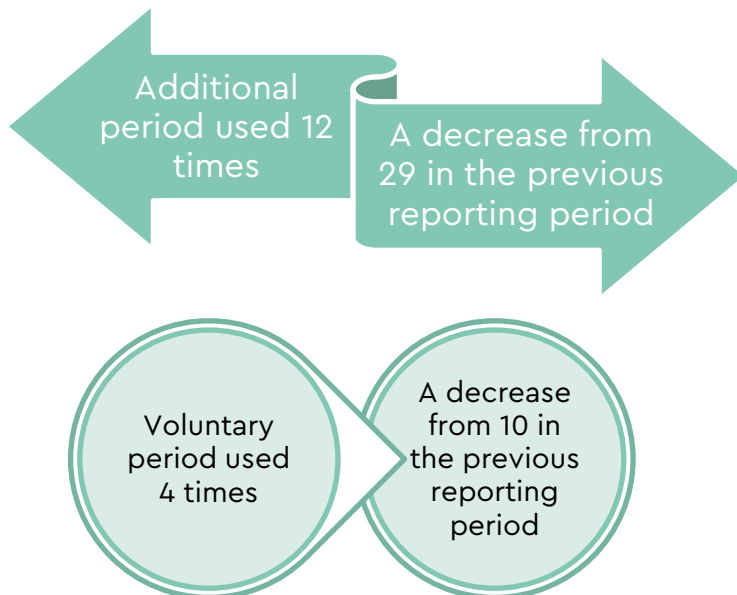 Additional
period used 12
times
A decrease from
29 in the previous
reporting period
Voluntary
period used
4 times
A decrease
from 10 in
the previous
reporting
period